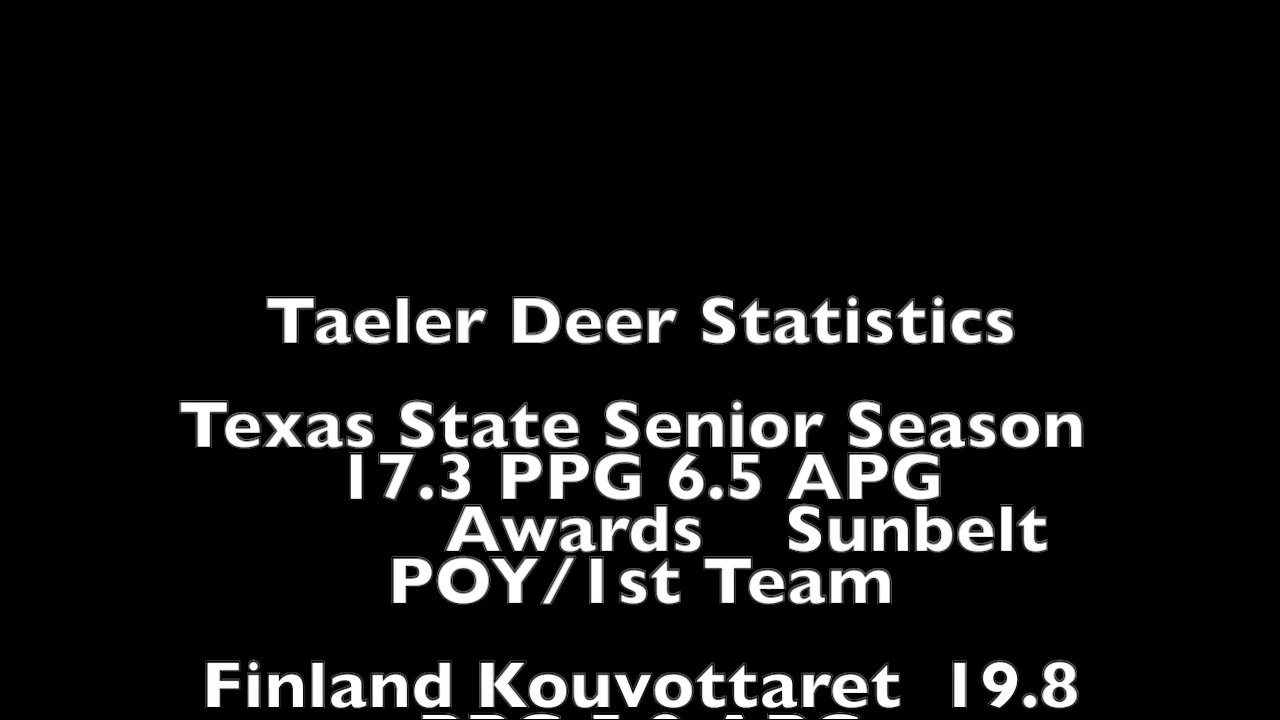 Taeler Deer Statistics
Texas State Senior Season
17.3 PPG 6.5 APG
Awards Sunbelt
POY/1st Team
Finland Kouvottaret 19.8